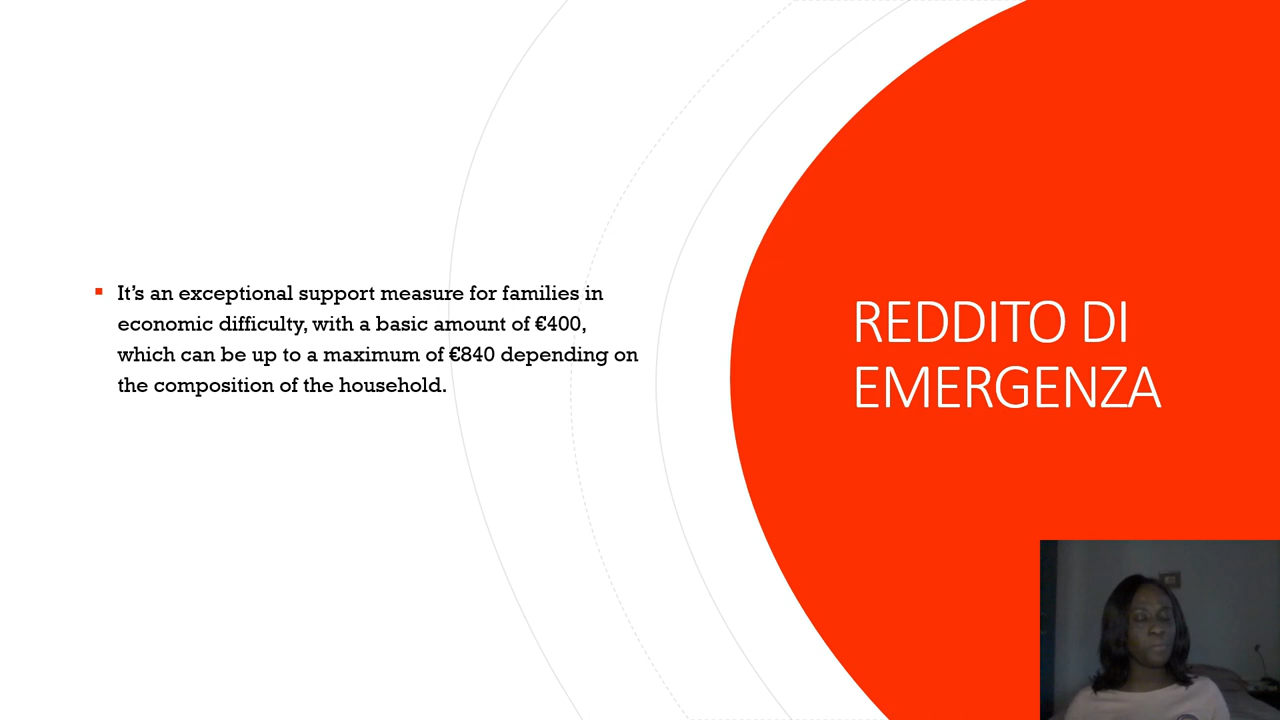 It’s an exceptional support measure for families in
economic difficulty, with a basic amount of €400,
which can be up to a maximum of €840 depending on
the composition of the household.
REDDITO DI
EMERGENZA